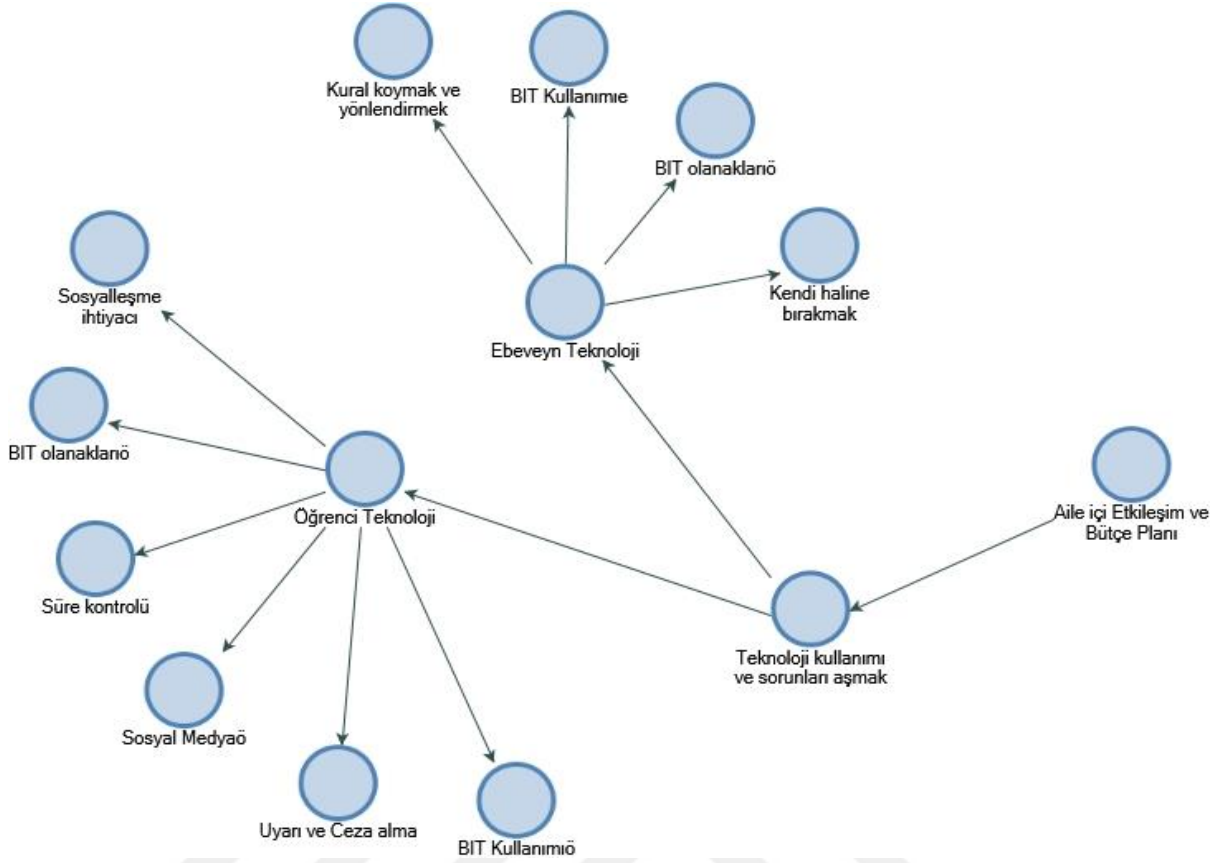 Kural koymak ve
yönlendirmek
BIT Kullanımıe
BIT olanaklarıö
Kendi haline
bırakmak
Sosyalleşme
ihtiyacı
Ebeveyn Teknoloji
BIT olanaklarıö
Öğrenci Teknoloji
Aile içi Etkileşim ve
Bütçe Planı
Süre kontrolü
Teknoloji kullanımı
ve sorunları aşmak
Sosyal Medyaö
Uyarı ve Ceza alma
BIT Kullanımıö